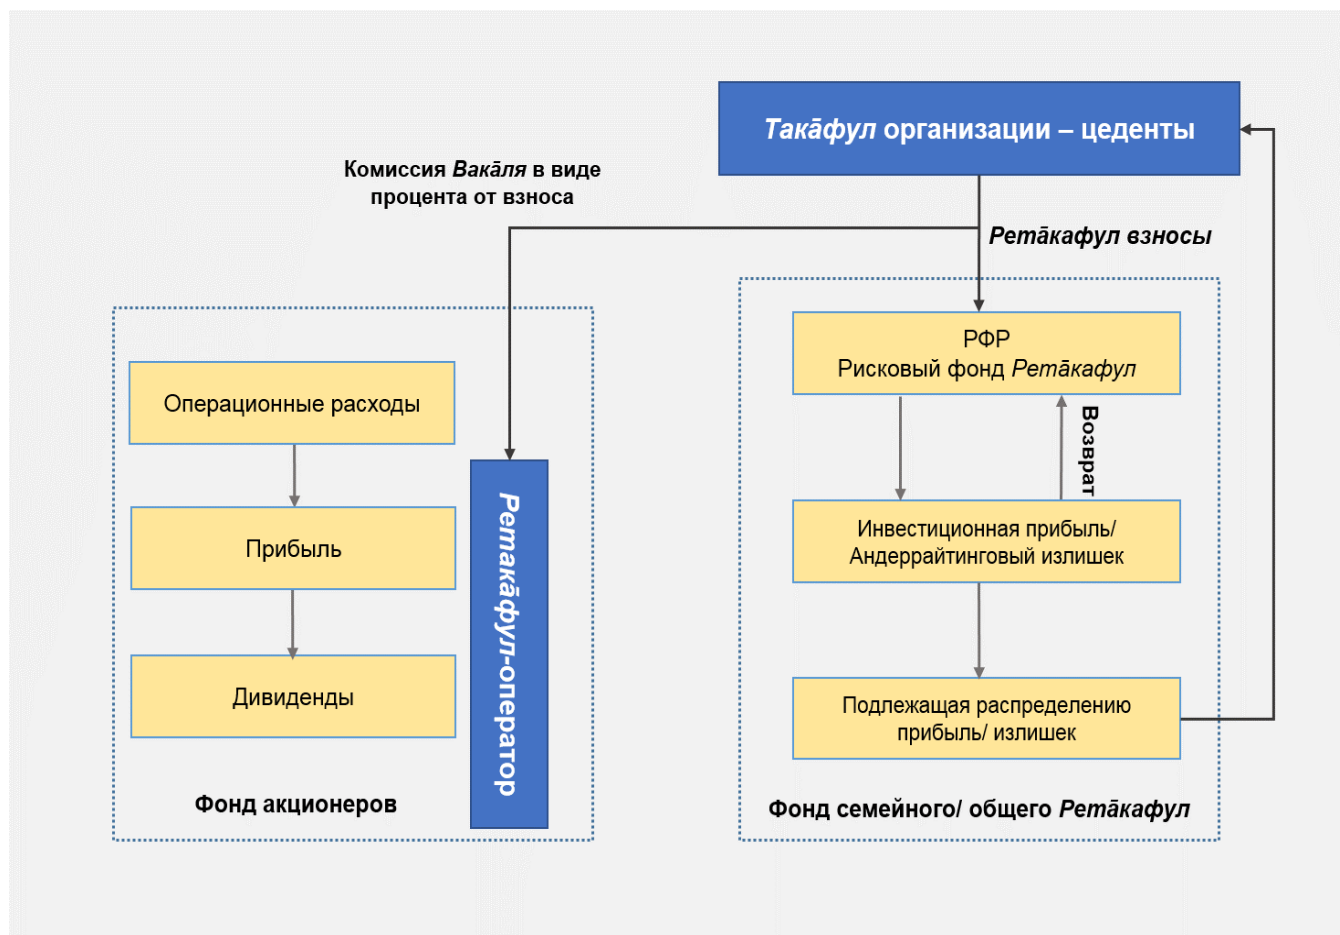 Такāфул организации – цеденты
Комиссия Вакāля в виде
процента от взноса
Ретāкафул взносы
РФР
Рисковый фонд Ретāкафул
Операционные расходы
Возврат
Ретакāфул-оператор
Прибыль
Инвестиционная прибыль/
Андеррайтинговый излишек
Дивиденды
Подлежащая распределению
прибыль/ излишек
Фонд акционеров
Фонд семейного/ общего Ретāкафул